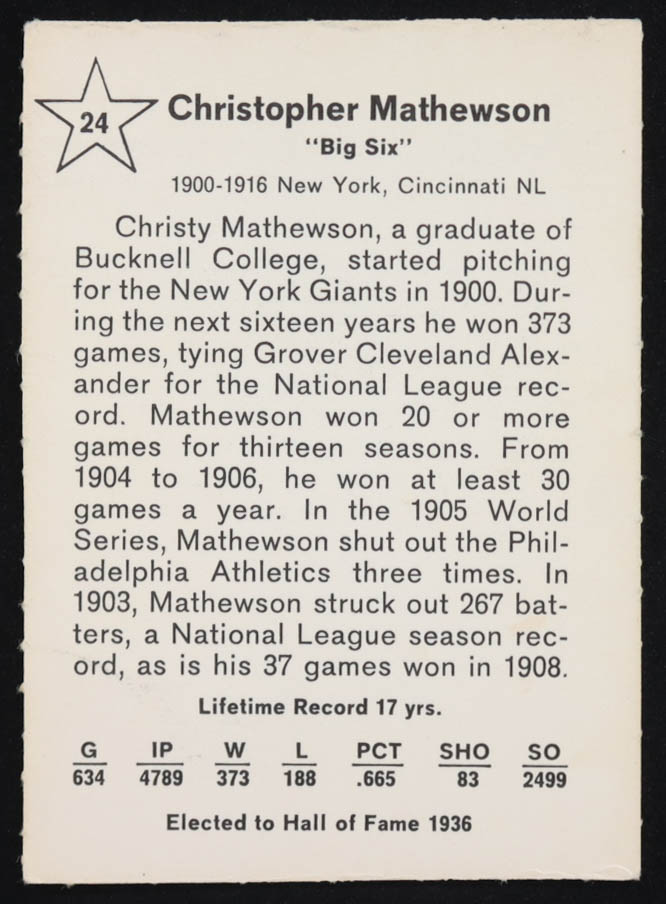 24
Christopher Mathewson
"Big Six"
1900-1916 New York, Cincinnati NL
Christy Mathewson, a graduate of
Bucknell College, started pitching
for the New York Giants in 1900. Dur-
ing the next sixteen years he won 373
games, tying Grover Cleveland Alex-
ander for the National League rec-
ord. Mathewson won 20 or more
games for thirteen seasons. From
1904 to 1906, he won at least 30
games a year. In the 1905 World
Series, Mathewson shut out the Phil-
adelphia Athletics three times. In
1903, Mathewson struck out 267 bat-
ters, a National League season rec-
ord, as is his 37 games won in 1908.
Lifetime Record 17 yrs.
G IP W L PCT SHO SO
634 4789 373 188 .665 83 2499
Elected to Hall of Fame 1936